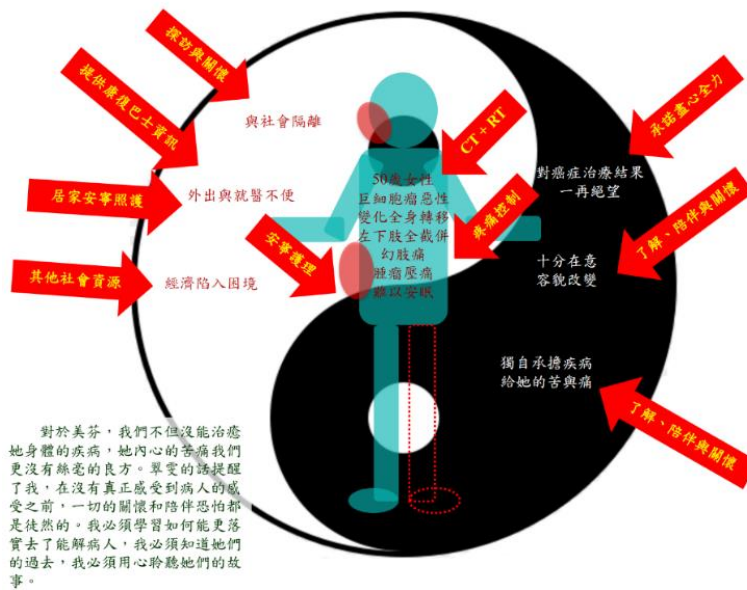 探訪與關懷
提供康復巴士資訊
居家安寧照護
其他社會資源
與社會隔離
外出與就醫不便
經濟陷入困境
安寧護理
CT+RT
疼痛控制
50歲女性
巨細胞瘤惡性
變化全身轉移
左下肢全截併
幻肢痛
腫瘤壓痛
難以安眠
承諾盡心全力
對癌症治療結果
一再絕望
了解、陪伴與關懷
十分在意
容貌改變
獨自承擔疾病
給她的苦與痛
了解、陪伴與關懷
對於美芬，我們不但沒能治癒
她身體的疾病，她內心的苦痛我們
更沒有絲毫的良方。翠雯的話提醒
了我，在沒有真正感受到病人的感
受之前，一切的關懷和陪伴恐怕都
是徒然的。我必須學習如何能更落
實去了能解病人，我必須知道她們
的過去，我必須用心聆聽她們的故
事。